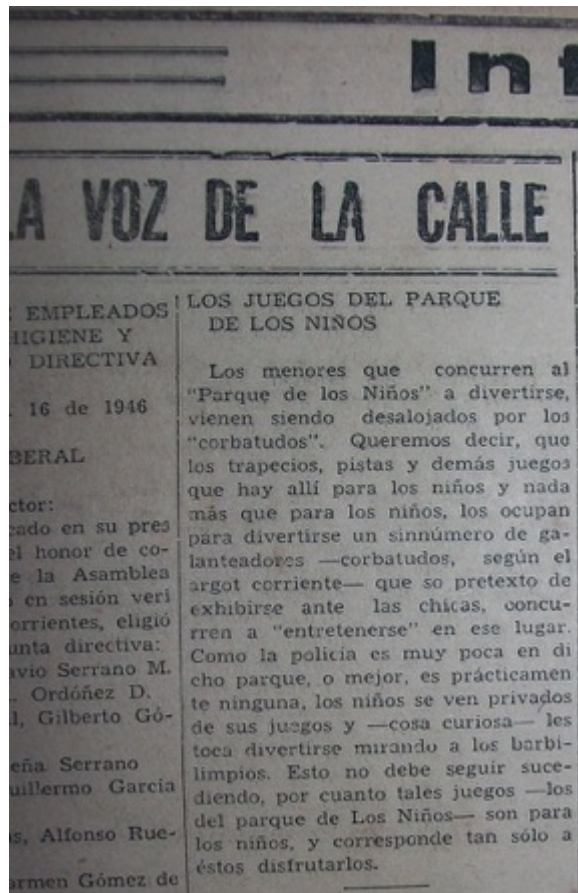 Inf
LA VOZ DE LA CALLE
EMPLEADOS
HIGIENE Y
DIRECTIVA
16 de 1946
BERAL
ctor:
cado en su pres
el honor de co-
e la Asamblea
en sesión veri
orrientes, eligió
unta directiva:
avio Serrano M.
Ordóñez D.
l, Gilberto Gó-
eña Serrano
uillermo García
as, Alfonso Rue-
armen Gómez de
LOS JUEGOS DEL PARQUE
DE LOS NIÑOS
Los menores que concurren al
"Parque de los Niños" a divertirse,
vienen siendo desalojados por los
"corbatudos". Queremos decir, que
los trapecios, pistas y demás juegos
que hay allí para los niños y nada
más que para los niños, los ocupan
para divertirse un sinnúmero de ga-
lanteadores —corbatudos, según el
argot corriente— que so pretexto de
exhibirse ante las chicas, concu-
rren a "entretenerse" en ese lugar.
Como la policía es muy poca en di
cho parque, o mejor, es prácticamen
te ninguna, los niños se ven privados
de sus juegos y —cosa curiosa— les
toca divertirse mirando a los barbi-
limpios. Esto no debe seguir suce-
diendo, por cuanto tales juegos —los
del parque de Los Niños— son para
los niños, y corresponde tan sólo a
éstos disfrutarlos.